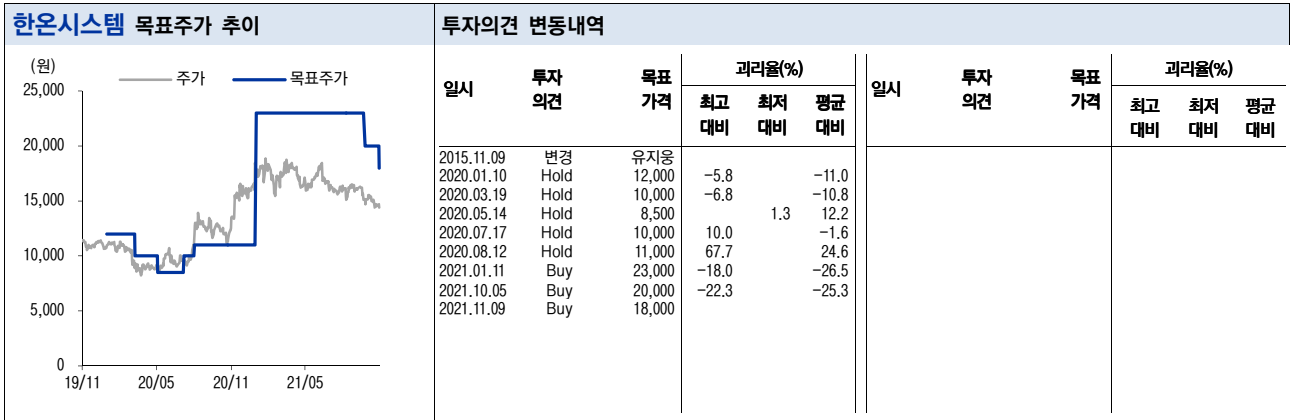 한온시스템 목표주가 추이
(원)
주가 목표주가
25,000
20,000
15,000
10,000
5,000
0
19/11 20/05 20/11 21/05
투자의견 변동내역
일시 투자의견 목표가격 괴리율(%)
최고대비 최저대비 평균대비
2015.11.09 변경 유지웅
2020.01.10 Hold 12,000 -5.8 -11.0
2020.03.19 Hold 10,000 -6.8 -10.8
2020.05.14 Hold 8,500 1.3 12.2
2020.07.17 Hold 10,000 10.0 -1.6
2020.08.12 Hold 11,000 67.7 24.6
2021.01.11 Buy 23,000 -18.0 -26.5
2021.10.05 Buy 20,000 -22.3 -25.3
2021.11.09 Buy 18,000
일시 투자의견 목표가격 괴리율(%)
최고대비 최저대비 평균대비